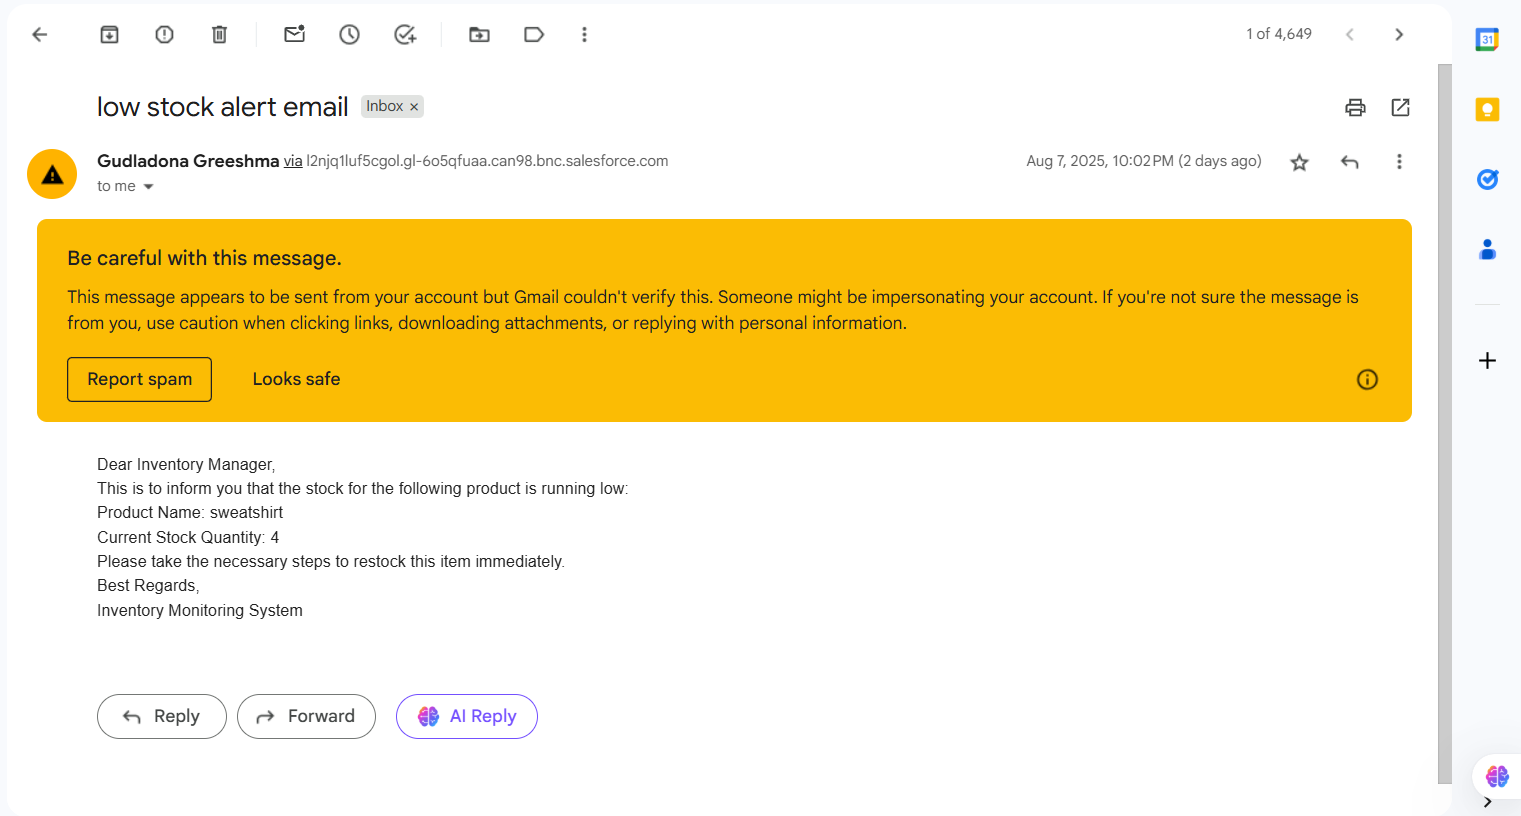 1 of 4,649
31
low stock alert email Inbox ×
Gudladona Greeshma via l2njq1luf5cgol.gl-6o5qfuaa.can98.bnc.salesforce.com Aug 7, 2025, 10:02 PM (2 days ago)
to me
Be careful with this message.
This message appears to be sent from your account but Gmail couldn't verify this. Someone might be impersonating your account. If you're not sure the message is
from you, use caution when clicking links, downloading attachments, or replying with personal information.
Report spam Looks safe
Dear Inventory Manager,
This is to inform you that the stock for the following product is running low:
Product Name: sweatshirt
Current Stock Quantity: 4
Please take the necessary steps to restock this item immediately.
Best Regards,
Inventory Monitoring System
Reply Forward AI Reply